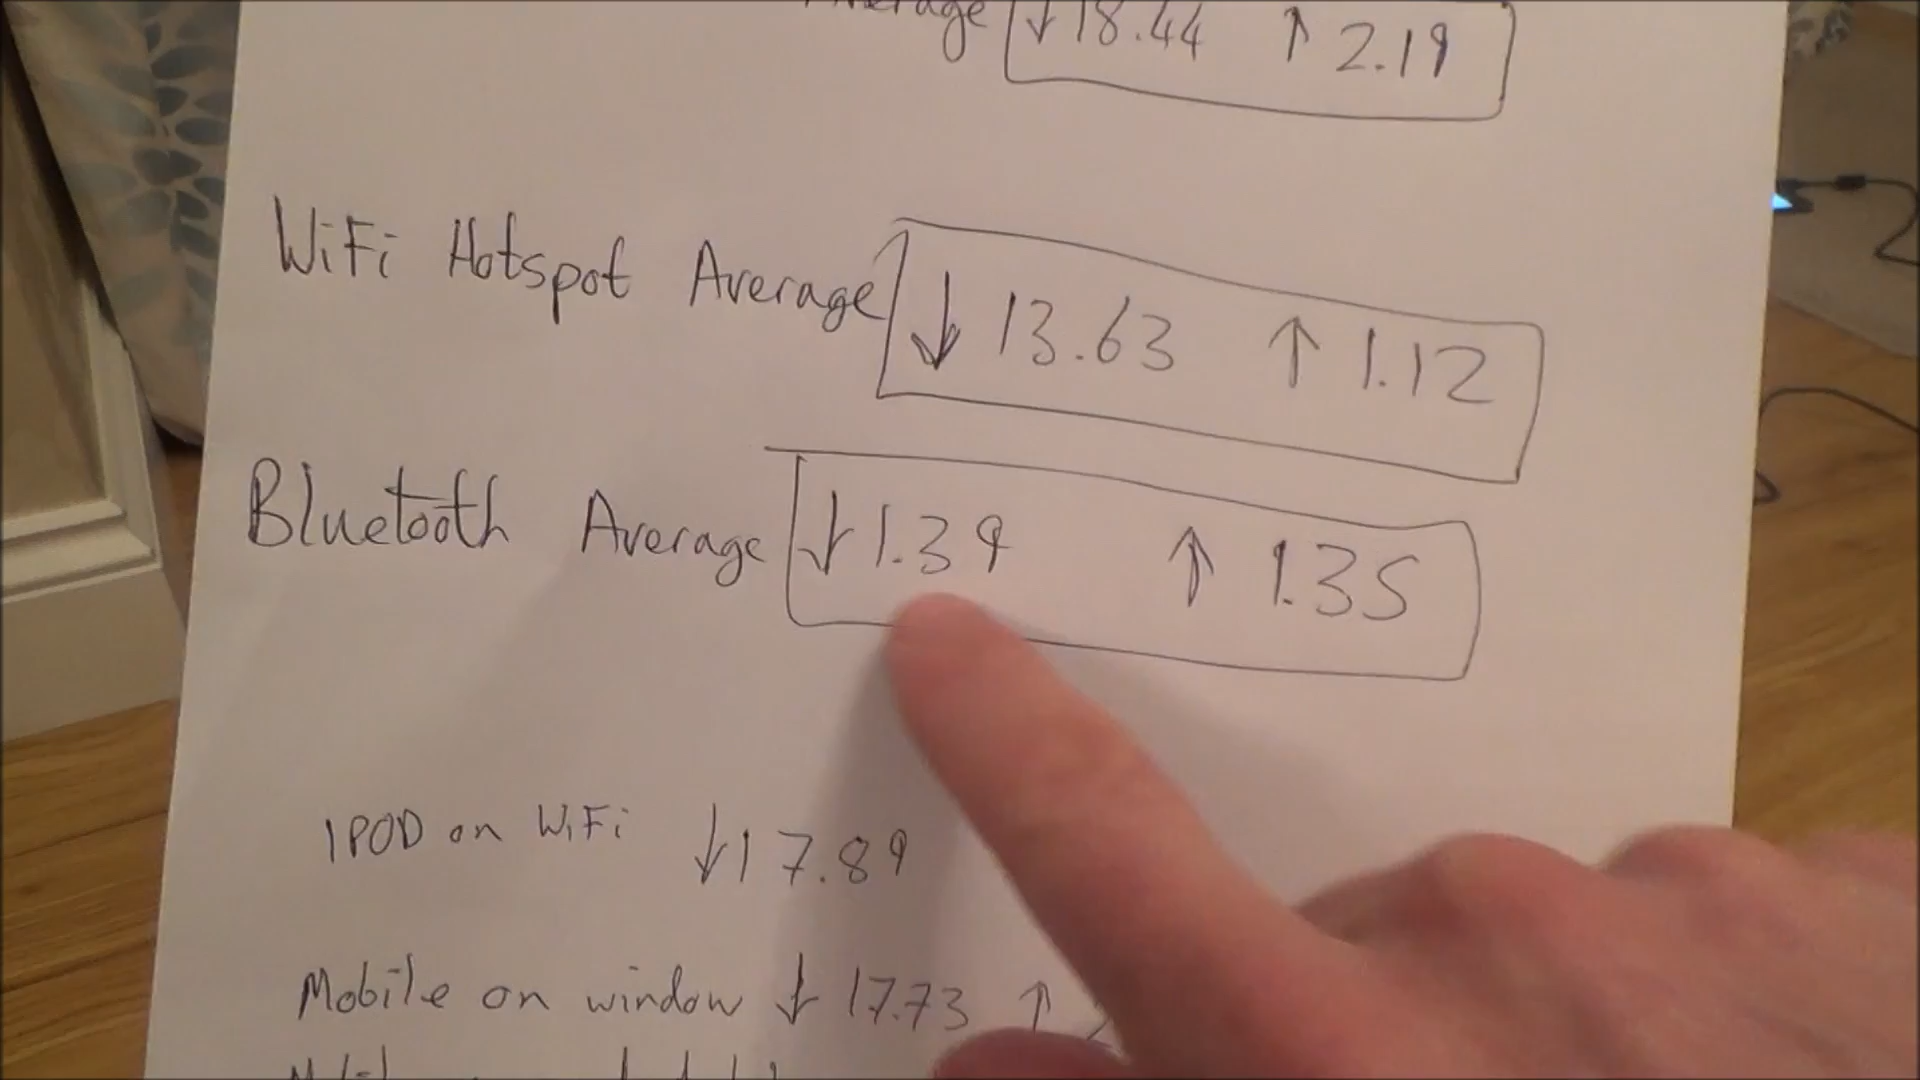 Average ↓ 18.44 ↑ 2.19
WiFi Hotspot Average ↓ 13.63 ↑ 1.12
Bluetooth Average ↓ 1.39 ↑ 1.35
IPOD on WiFi ↓ 17.89
Mobile on window ↓ 17.73 ↑